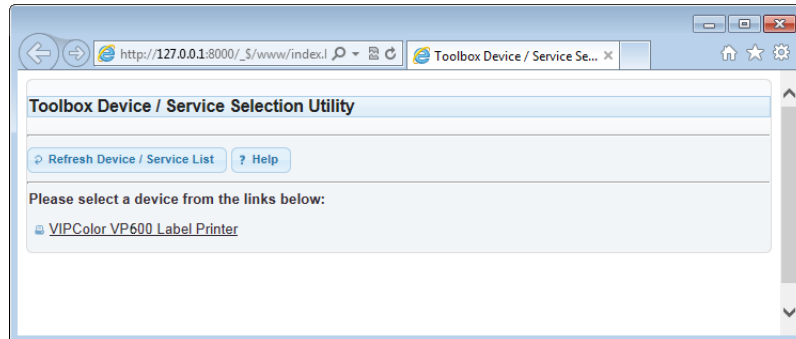 http://127.0.0.1:8000/_S/www/index.l
Toolbox Device / Service Se...
Toolbox Device / Service Selection Utility
Refresh Device / Service List
? Help
Please select a device from the links below:
VIPColor VP600 Label Printer